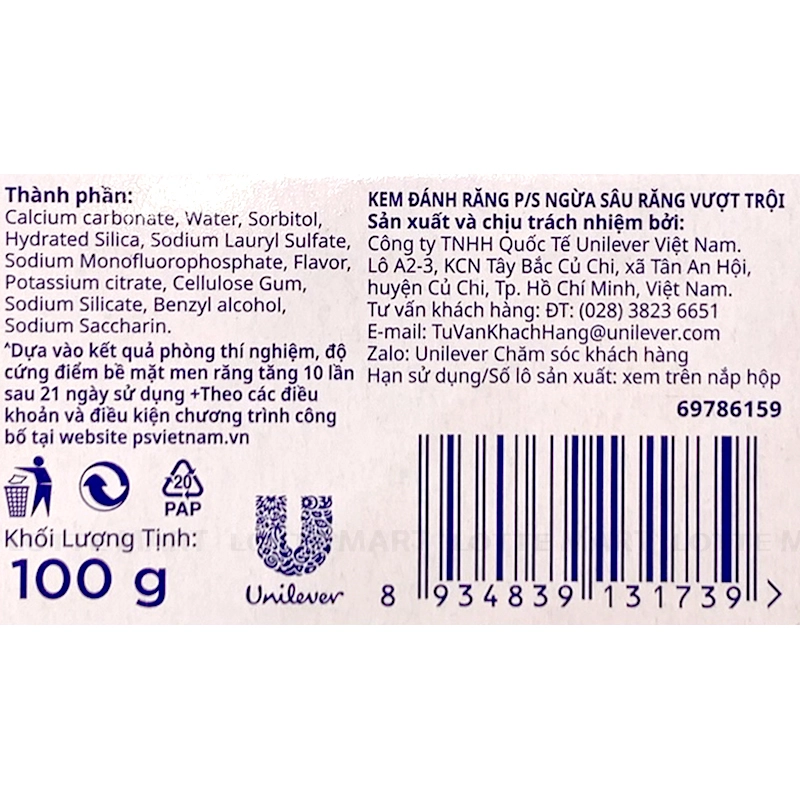 Thành phần:
Calcium carbonate, Water, Sorbitol,
Hydrated Silica, Sodium Lauryl Sulfate,
Sodium Monofluorophosphate, Flavor,
Potassium citrate, Cellulose Gum,
Sodium Silicate, Benzyl alcohol,
Sodium Saccharin.
^Dựa vào kết quả phòng thí nghiệm, độ
cứng điểm bề mặt men răng tăng 10 lần
sau 21 ngày sử dụng +Theo các điều
khoản và điều kiện chương trình công
bố tại website psvietnam.vn
20
PAP
Khối Lượng Tịnh:
100 g
Unilever
KEM ĐÁNH RĂNG P/S NGỪA SÂU RĂNG VƯỢT TRỘI
Sản xuất và chịu trách nhiệm bởi:
Công ty TNHH Quốc Tế Unilever Việt Nam.
Lô A2-3, KCN Tây Bắc Củ Chi, xã Tân An Hội,
huyện Củ Chi, Tp. Hồ Chí Minh, Việt Nam.
Tư vấn khách hàng: ĐT: (028) 3823 6651
E-mail: TuVanKhachHang@unilever.com
Zalo: Unilever Chăm sóc khách hàng
Hạn sử dụng/Số lô sản xuất: xem trên nắp hộp
69786159
8 934839 131739 >
LOTTE MART LOTTE MART LOTTE M